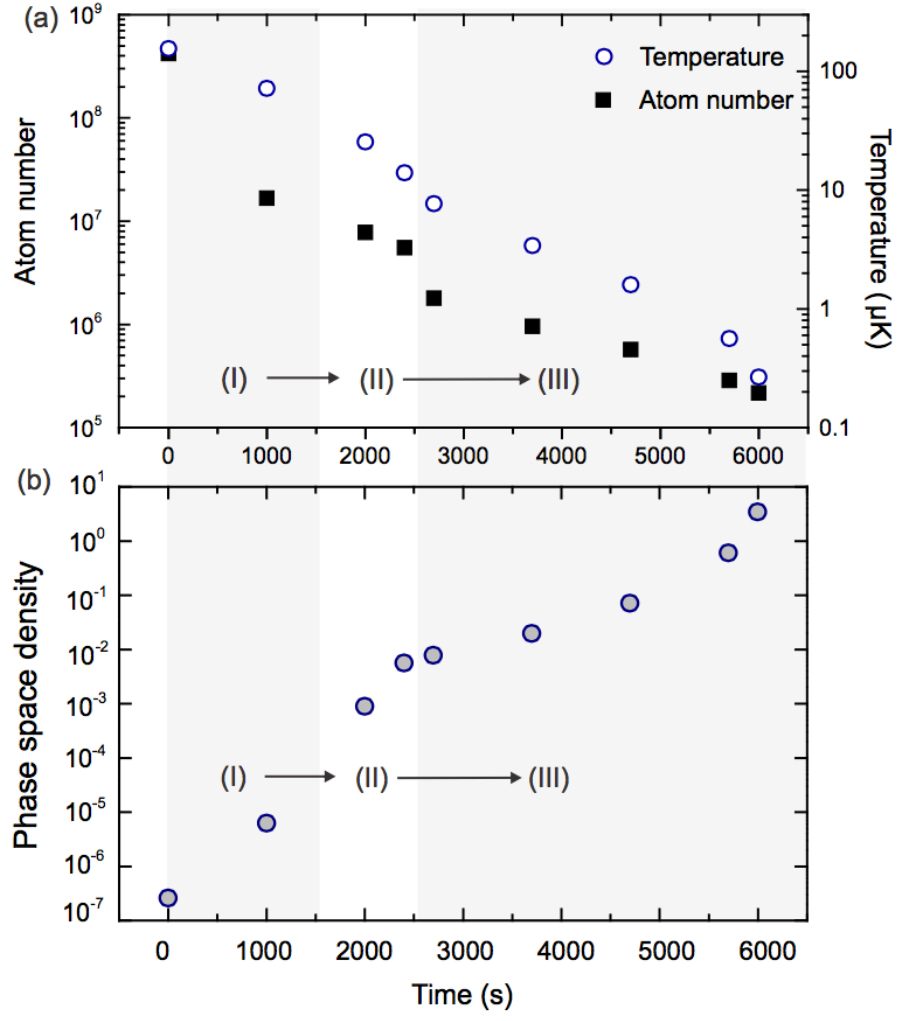 (a)
10⁹
10⁸
10⁷
10⁶
10⁵
Atom number
Temperature
Atom number
100
10
1
0.1
Temperature (µK)
(I) (II) (III)
0 1000 2000 3000 4000 5000 6000
(b)
10¹
10⁰
10⁻¹
10⁻²
10⁻³
10⁻⁴
10⁻⁵
10⁻⁶
10⁻⁷
Phase space density
(I) (II) (III)
0 1000 2000 3000 4000 5000 6000
Time (s)